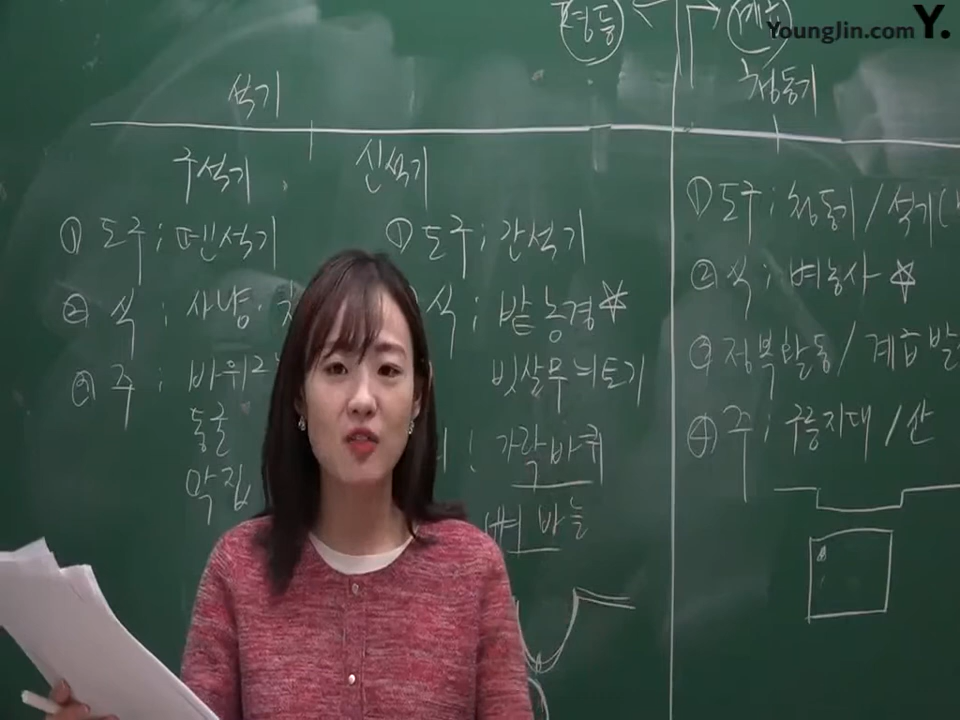 평등 계급
YoungJin.com Y.
석기
청동기
구석기
신석기
① 도구 ; 뗀석기
② 식 ; 사냥.
③ 주 ; 바위
동굴
막집
① 도구 ; 간석기
식 ; 밭농경☆
빗살무늬토기
; 가락바퀴
뼈바늘
① 도구 ; 청동기 / 석기(
② 식 ; 벼농사 ☆
③ 정복활동 / 계급발
④ 주 ; 구릉지대 / 산